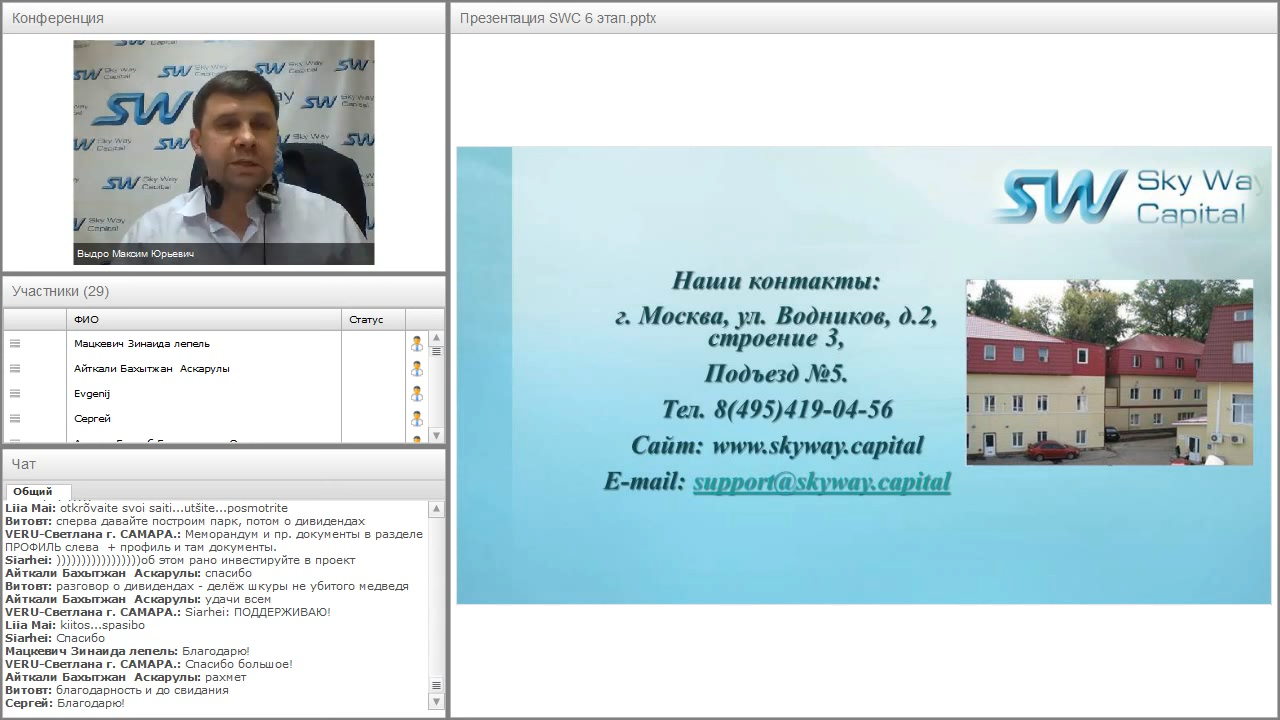 Конференция
Выдро Максим Юрьевич
Участники (29)
ФИО
Статус
Мацкевич Зинаида лепель
Айткали Бахытжан Аскарулы
Evgenij
Сергей
Чат
Общий
Liia Mai: otkrõvaite svoi saiti...utšite...posmotrite
Витовт: сперва давайте построим парк, потом о дивидендах
VERU-Светлана г. САМАРА.: Меморандум и пр. документы в разделе
ПРОФИЛЬ слева + профиль и там документы.
Siarhei: )))))))))))))))))об этом рано инвестируйте в проект
Айткали Бахытжан Аскарулы: спасибо
Витовт: разговор о дивидендах - делёж шкуры не убитого медведя
Айткали Бахытжан Аскарулы: удачи всем
VERU-Светлана г. САМАРА.: Siarhei: ПОДДЕРЖИВАЮ!
Liia Mai: kiitos...spasibo
Siarhei: Спасибо
Мацкевич Зинаида лепель: Благодарю!
VERU-Светлана г. САМАРА.: Спасибо большое!
Айткали Бахытжан Аскарулы: рахмет
Витовт: благодарность и до свидания
Сергей: Благодарю!
Презентация SWC 6 этап.pptx
SW Sky Way
Capital
Наши контакты:
г. Москва, ул. Водников, д.2,
строение 3,
Подъезд №5.
Тел. 8(495)419-04-56
Сайт: www.skyway.capital
E-mail: support@skyway.capital